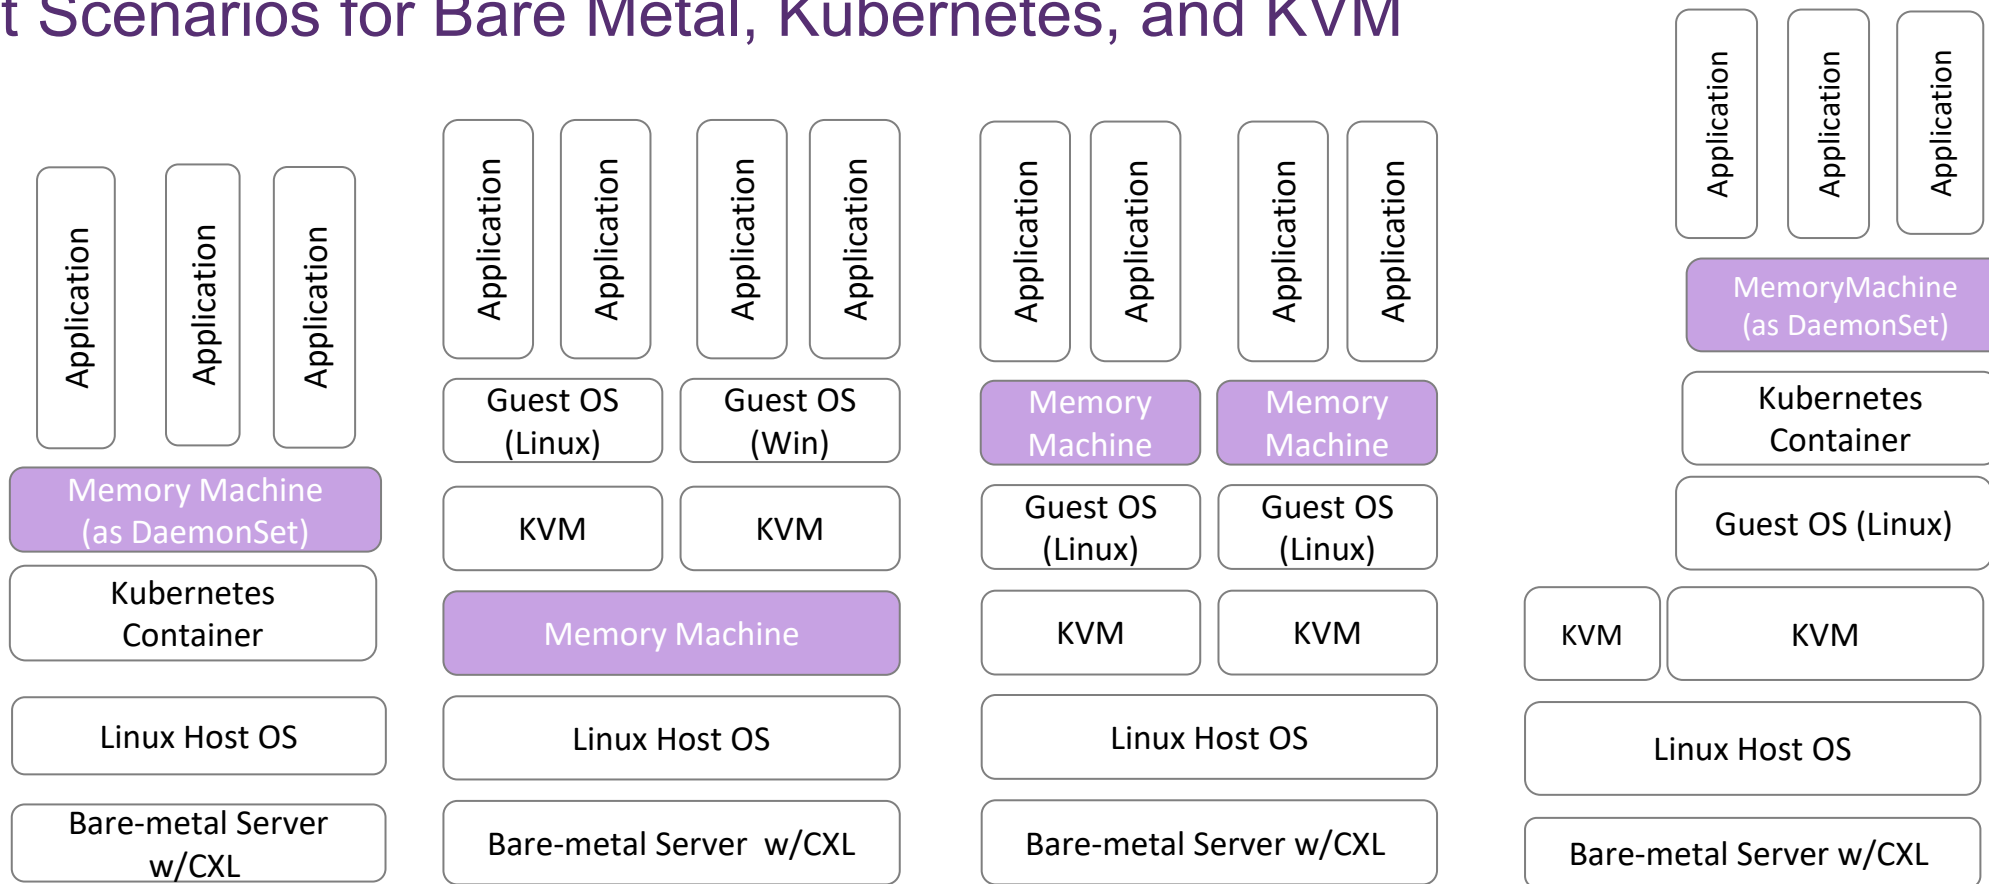 t Scenarios for Bare Metal, Kubernetes, and KVM
Application
Application
Application
Memory Machine
(as DaemonSet)
Kubernetes
Container
Linux Host OS
Bare-metal Server
w/CXL
Application
Application
Application
Application
Guest OS
(Linux)
Guest OS
(Win)
KVM
KVM
Memory Machine
Linux Host OS
Bare-metal Server w/CXL
Application
Application
Application
Application
Memory
Machine
Memory
Machine
Guest OS
(Linux)
Guest OS
(Linux)
KVM
KVM
Linux Host OS
Bare-metal Server w/CXL
Application
Application
Application
MemoryMachine
(as DaemonSet)
Kubernetes
Container
Guest OS (Linux)
KVM
KVM
Linux Host OS
Bare-metal Server w/CXL